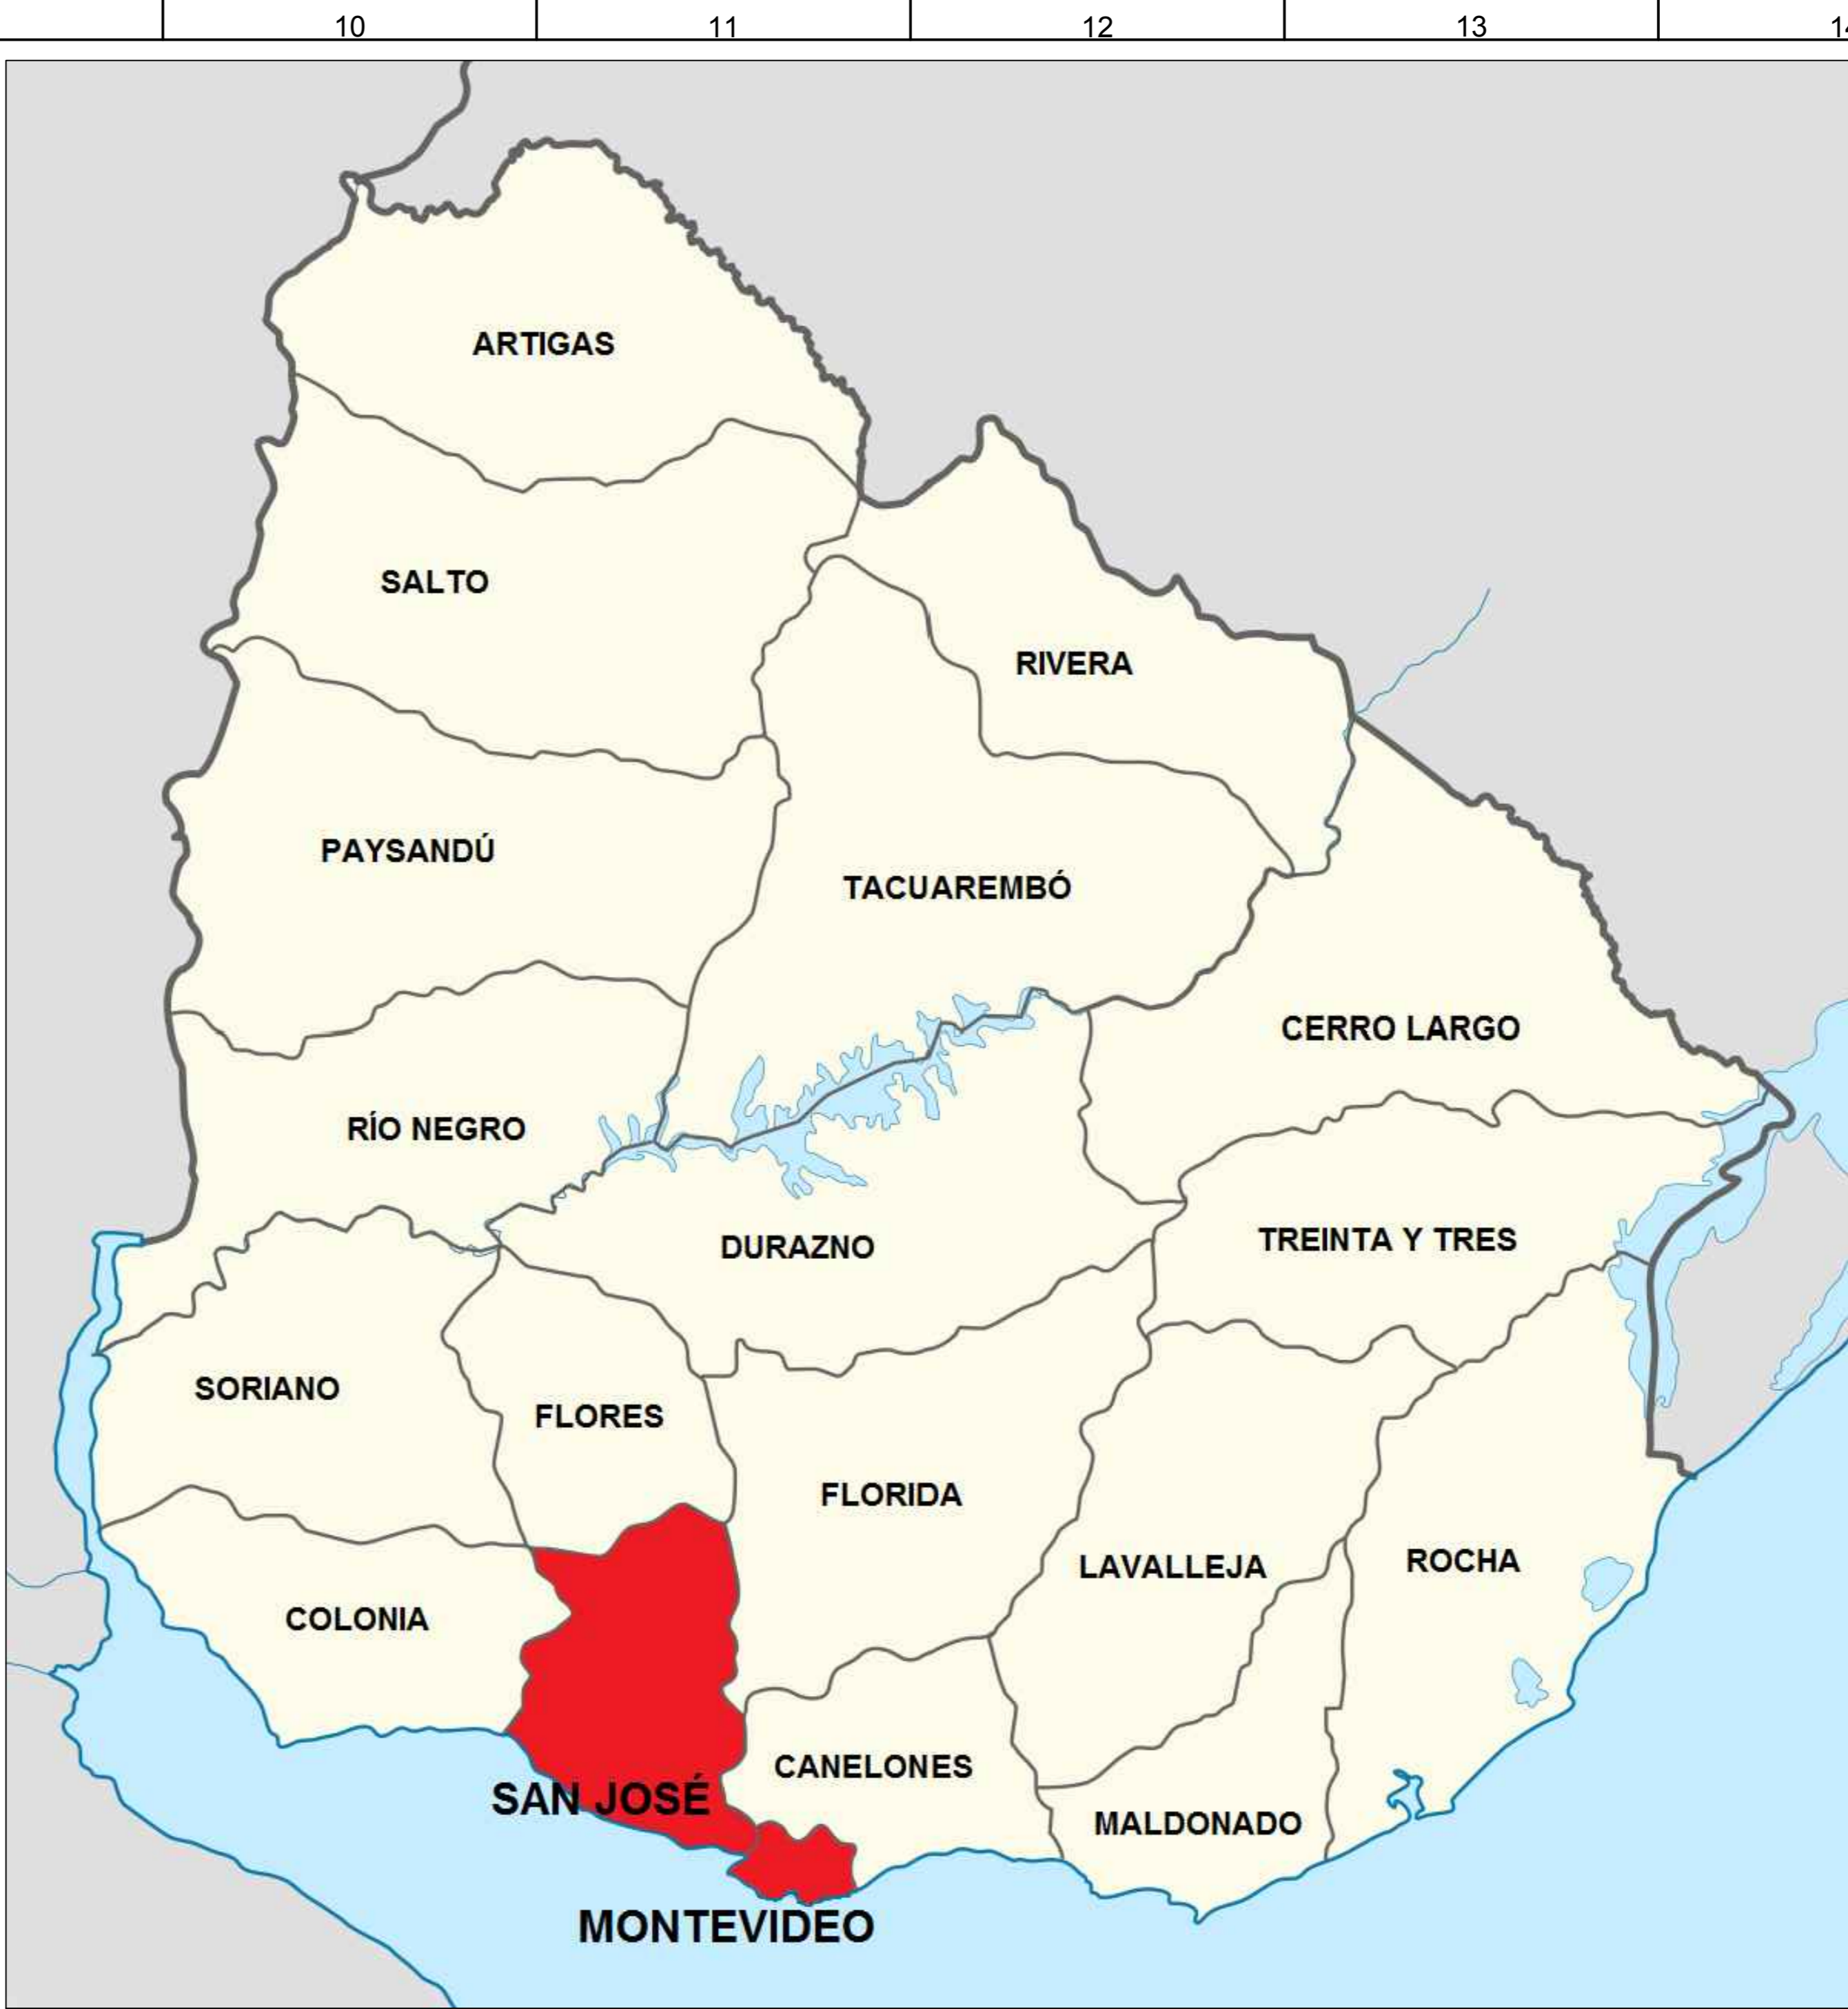 10 11 12 13
ARTIGAS
SALTO
RIVERA
PAYSANDÚ
TACUAREMBÓ
CERRO LARGO
RÍO NEGRO
DURAZNO
TREINTA Y TRES
SORIANO
FLORES
FLORIDA
LAVALLEJA
ROCHA
COLONIA
CANELONES
SAN JOSÉ
MALDONADO
MONTEVIDEO